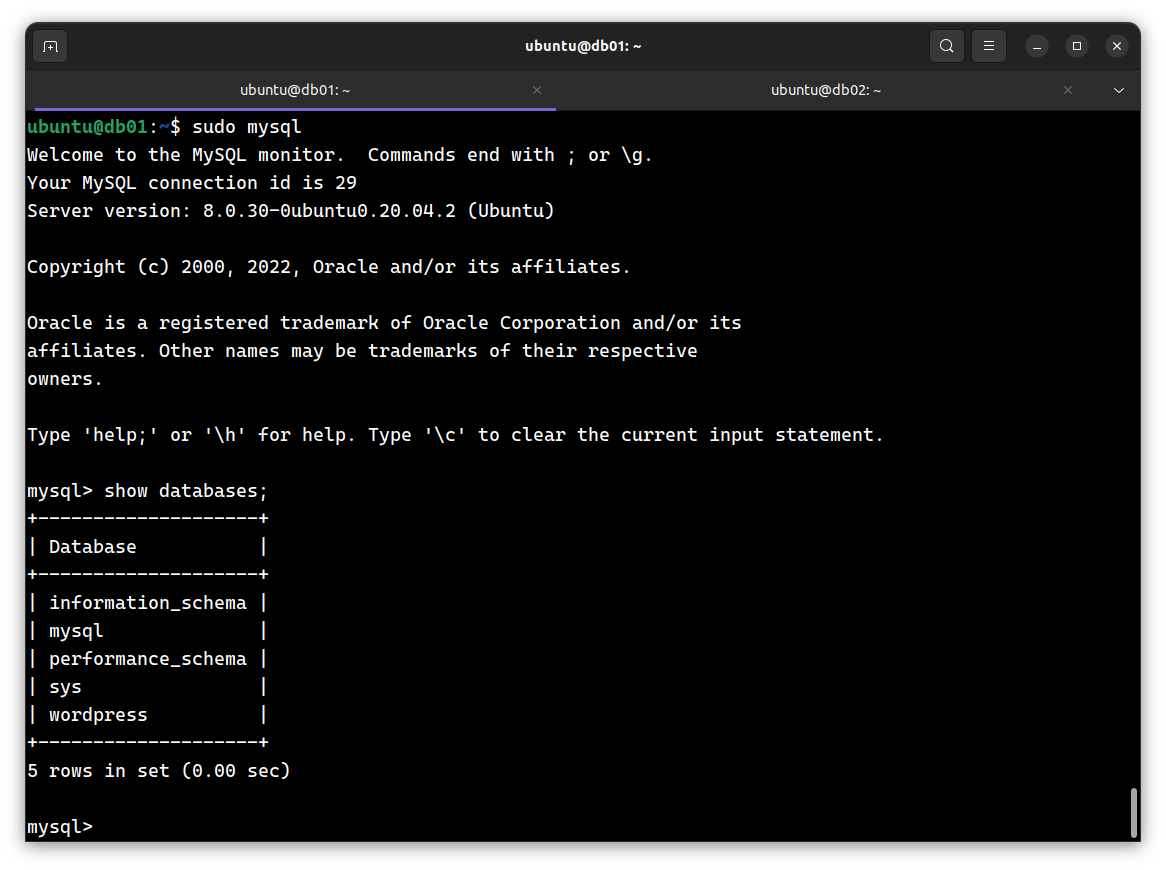 ubuntu@db01: ~
ubuntu@db01: ~
ubuntu@db02: ~
ubuntu@db01:~$ sudo mysql
Welcome to the MySQL monitor.  Commands end with ; or \g.
Your MySQL connection id is 29
Server version: 8.0.30-0ubuntu0.20.04.2 (Ubuntu)
Copyright (c) 2000, 2022, Oracle and/or its affiliates.
Oracle is a registered trademark of Oracle Corporation and/or its
affiliates. Other names may be trademarks of their respective
owners.
Type 'help;' or '\h' for help. Type '\c' to clear the current input statement.
mysql> show databases;
+--------------------+
| Database           |
+--------------------+
| information_schema |
| mysql              |
| performance_schema |
| sys                |
| wordpress          |
+--------------------+
5 rows in set (0.00 sec)
mysql>